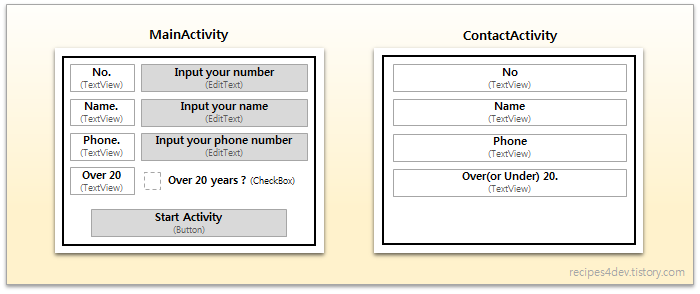 MainActivity
No.
(TextView)
Input your number
(EditText)
Name.
(TextView)
Input your name
(EditText)
Phone.
(TextView)
Input your phone number
(EditText)
Over 20
(TextView)
Over 20 years ? (CheckBox)
Start Activity
(Button)
ContactActivity
No
(TextView)
Name
(TextView)
Phone
(TextView)
Over(or Under) 20.
(TextView)
recipes4dev.tistory.com